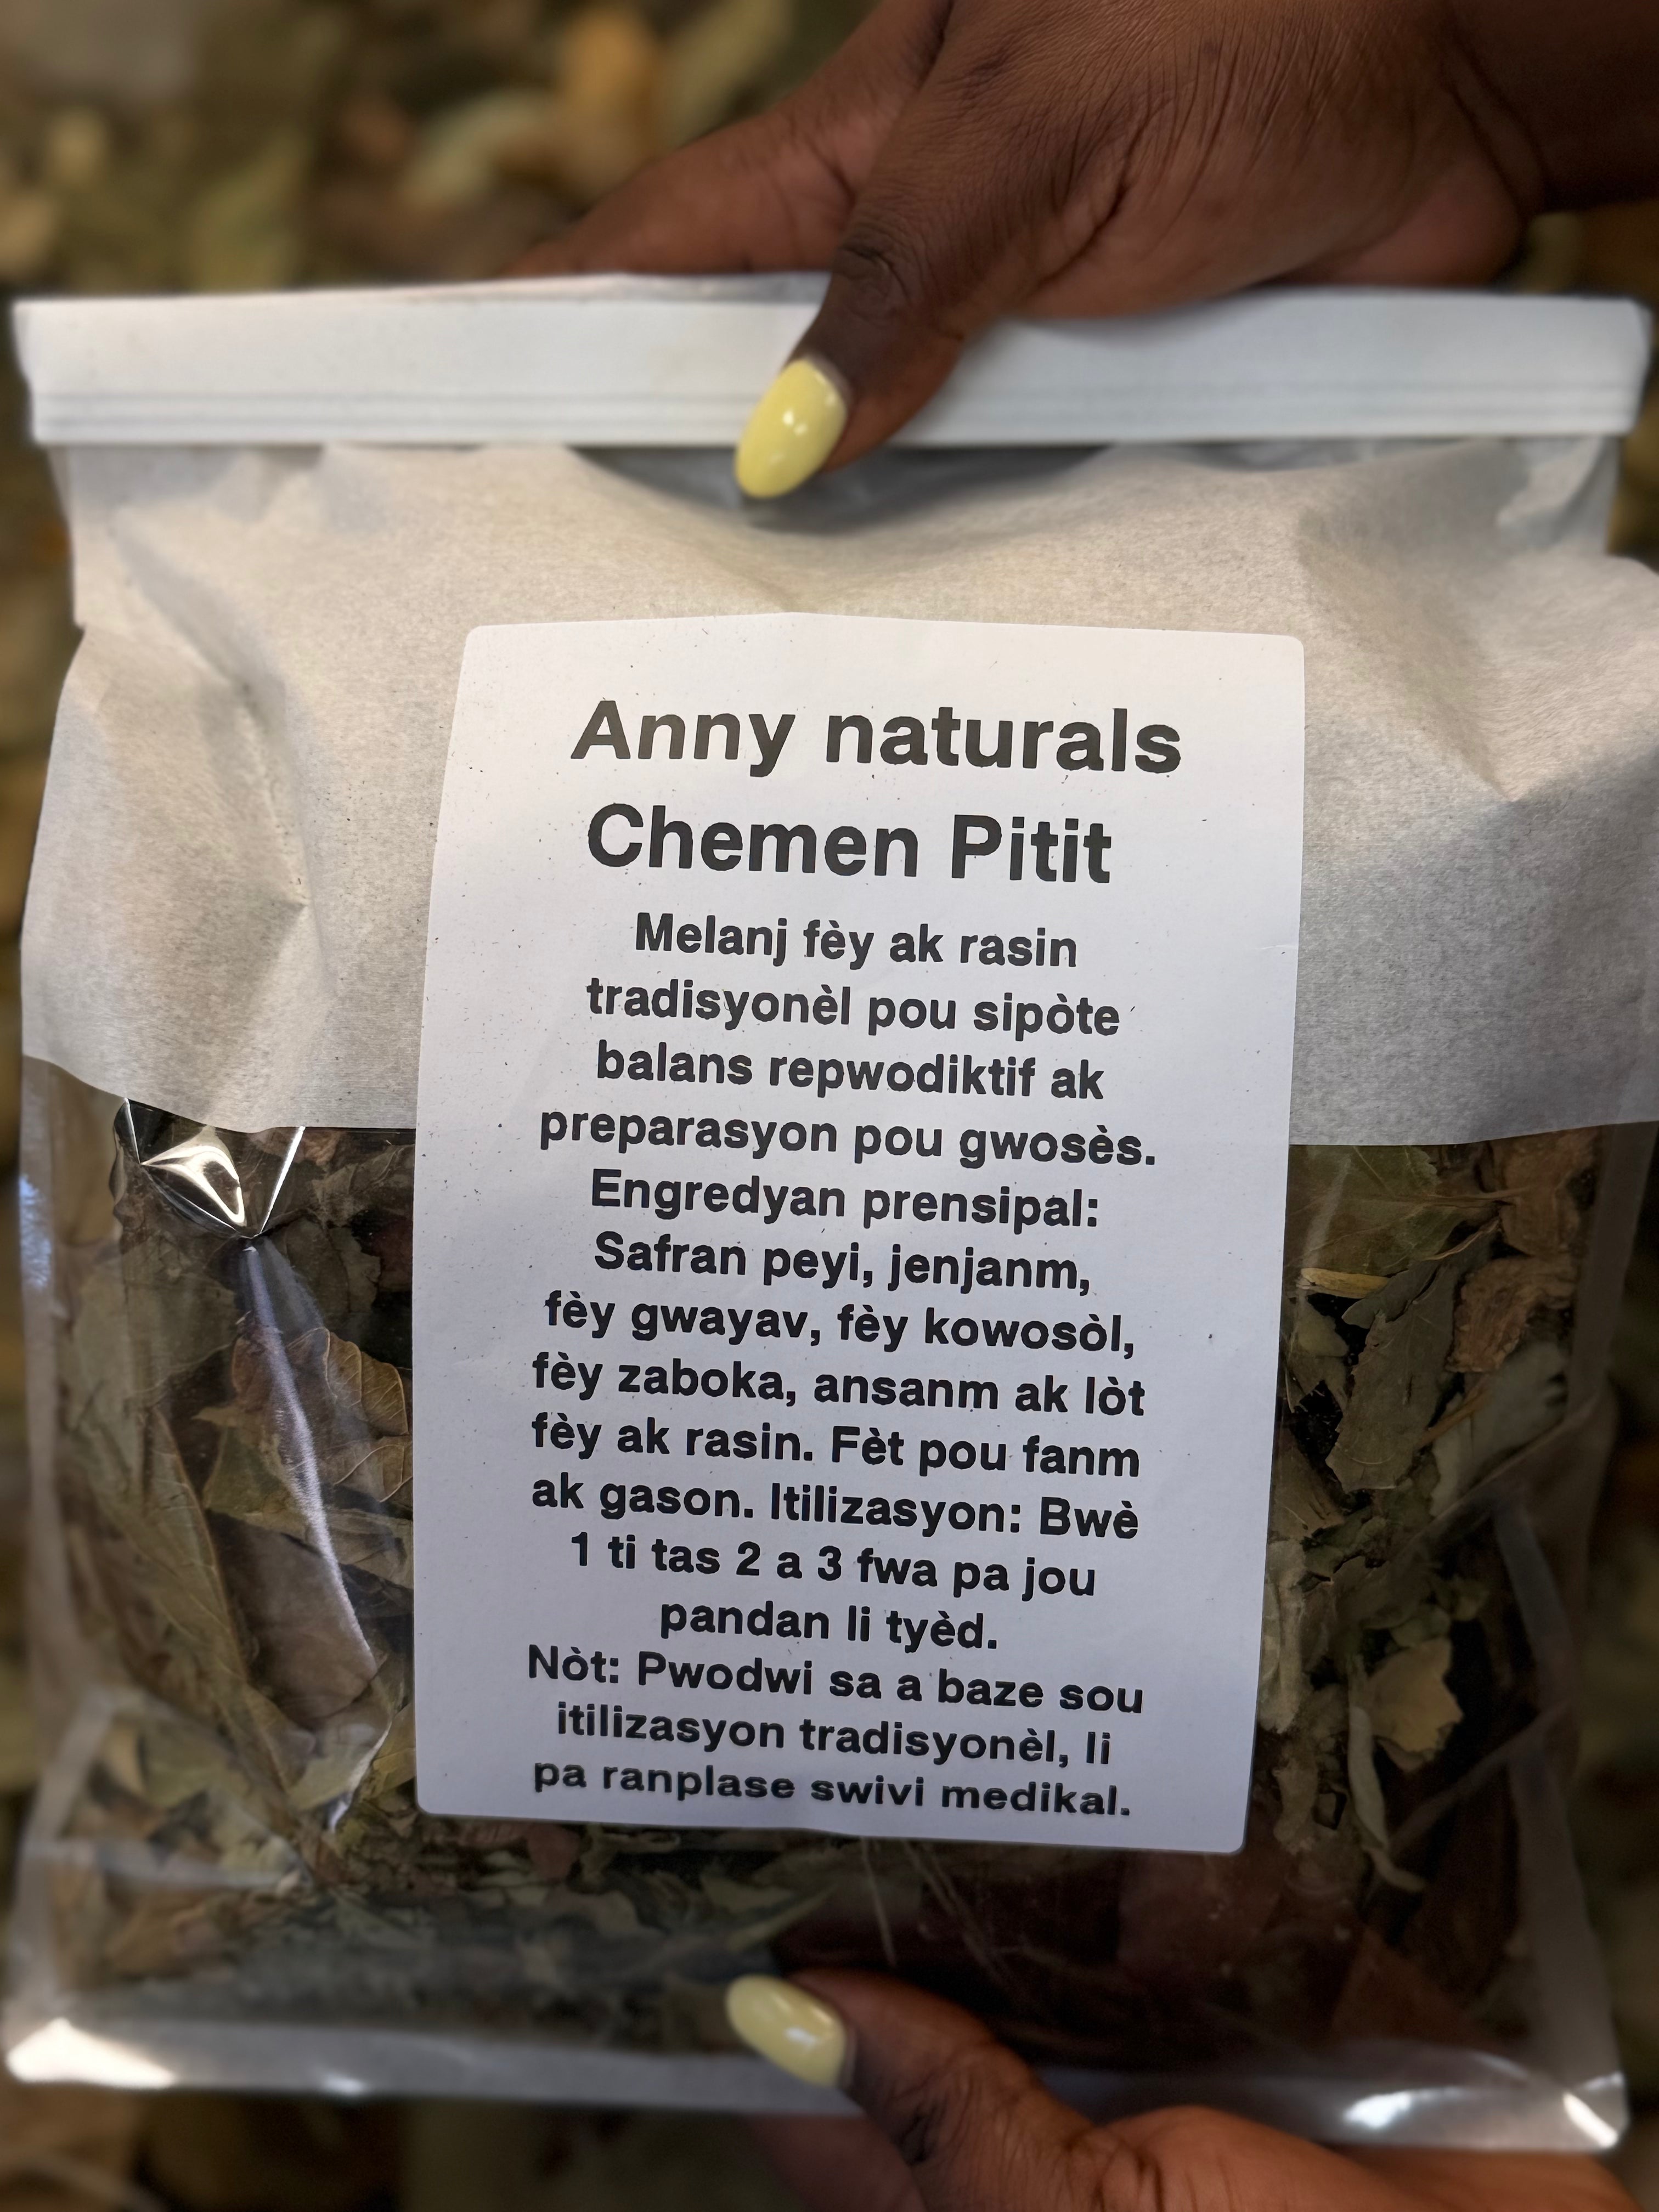 Anny naturals
Chemen Pitit
Melanj fèy ak rasin
tradisyonèl pou sipòte
balans repwodiktif ak
preparasyon pou gwosès.
Engredyan prensipal:
Safran peyi, jenjanm,
fèy gwayav, fèy kowosòl,
fèy zaboka, ansanm ak lòt
fèy ak rasin. Fèt pou fanm
ak gason. Itilizasyon: Bwè
1 ti tas 2 a 3 fwa pa jou
pandan li tyèd.
Nòt: Pwodwi sa a baze sou
itilizasyon tradisyonèl, li
pa ranplase swivi medikal.